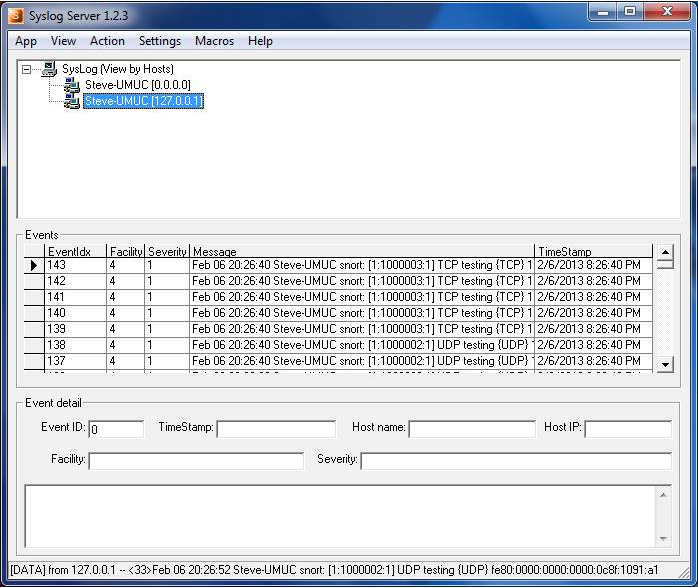 Syslog Server 1.2.3
App View Action Settings Macros Help
SysLog (View by Hosts)
Steve-UMUC [0.0.0.0]
Steve-UMUC [127.0.0.1]
Events
EventIdx Facility Severity Message TimeStamp
143 4 1 Feb 06 20:26:40 Steve-UMUC snort: [1:1000003:1] TCP testing {TCP} 1 2/6/2013 8:26:40 PM
142 4 1 Feb 06 20:26:40 Steve-UMUC snort: [1:1000003:1] TCP testing {TCP} 1 2/6/2013 8:26:40 PM
141 4 1 Feb 06 20:26:40 Steve-UMUC snort: [1:1000003:1] TCP testing {TCP} 1 2/6/2013 8:26:40 PM
140 4 1 Feb 06 20:26:40 Steve-UMUC snort: [1:1000003:1] TCP testing {TCP} 1 2/6/2013 8:26:40 PM
139 4 1 Feb 06 20:26:40 Steve-UMUC snort: [1:1000003:1] TCP testing {TCP} 1 2/6/2013 8:26:40 PM
138 4 1 Feb 06 20:26:40 Steve-UMUC snort: [1:1000002:1] UDP testing {UDP} 2/6/2013 8:26:40 PM
137 4 1 Feb 06 20:26:40 Steve-UMUC snort: [1:1000002:1] UDP testing {UDP} 2/6/2013 8:26:40 PM
Event detail
Event ID: 0 TimeStamp: Host name: Host IP:
Facility: Severity:
[DATA] from 127.0.0.1 -- <33>Feb 06 20:26:52 Steve-UMUC snort: [1:1000002:1] UDP testing {UDP} fe80:0000:0000:0000:0c8f:1091:a1